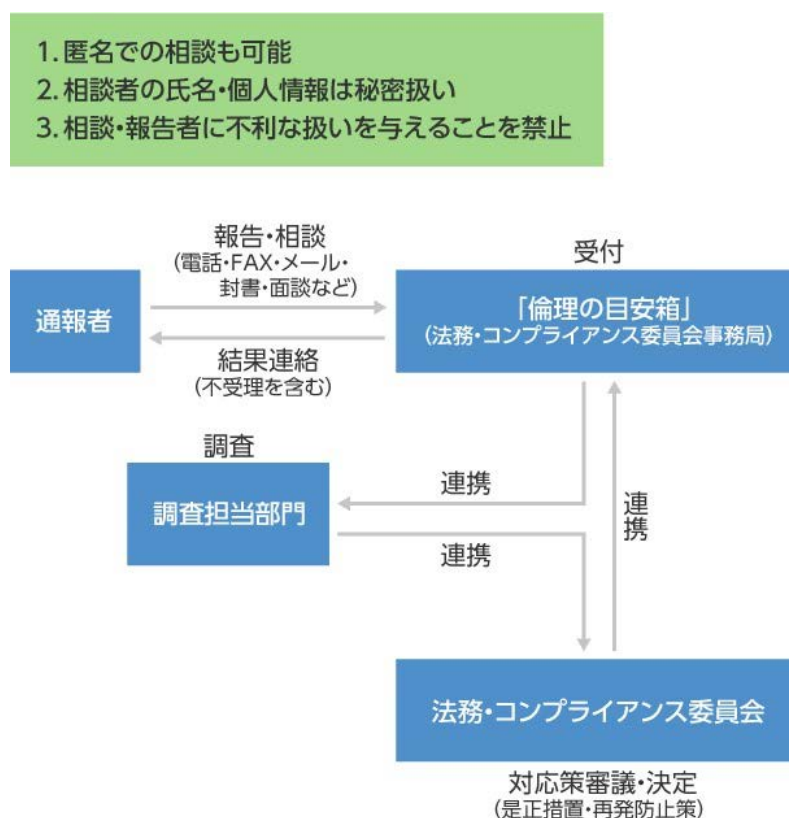 1. 匿名での相談も可能
2. 相談者の氏名・個人情報は秘密扱い
3. 相談・報告者に不利な扱いを与えることを禁止
報告・相談
(電話・FAX・メール・
封書・面談など)
受付
通報者
「倫理の目安箱」
(法務・コンプライアンス委員会事務局)
結果連絡
(不受理を含む)
調査
調査担当部門
連携
連携
連携
法務・コンプライアンス委員会
対応策審議・決定
(是正措置・再発防止策)